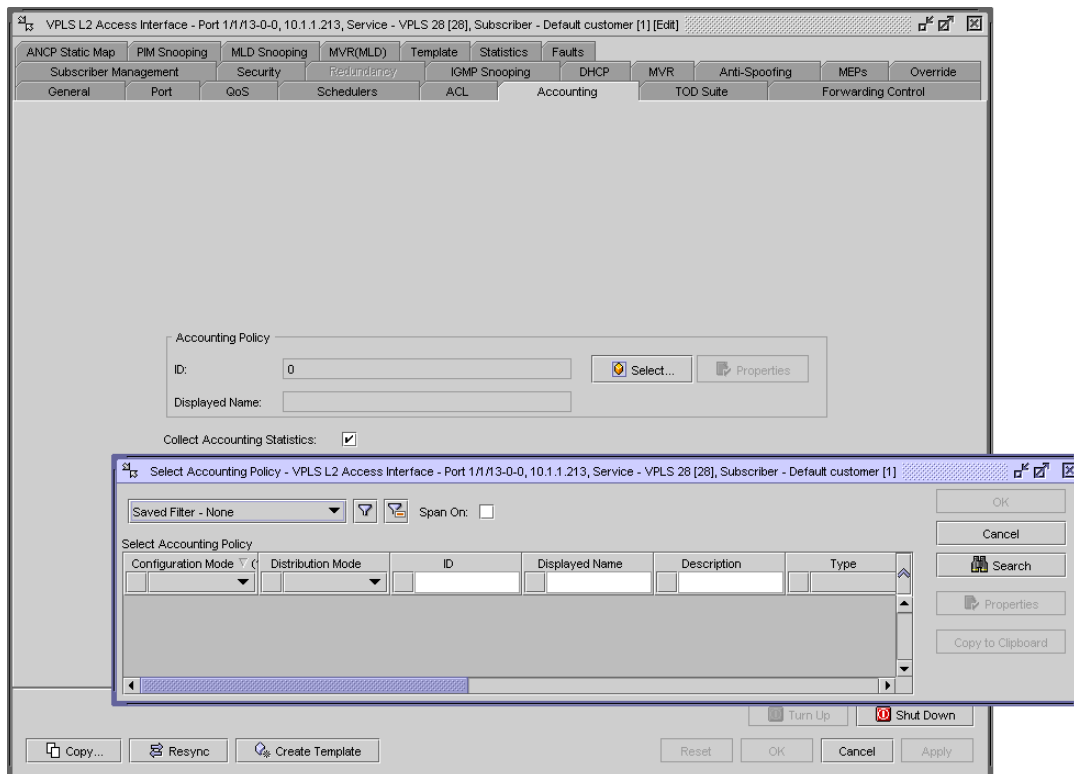 VPLS L2 Access Interface - Port 1/1/13-0-0, 10.1.1.213, Service - VPLS 28 [28], Subscriber - Default customer [1] [Edit]
ANCP Static Map PIM Snooping MLD Snooping MVR(MLD) Template Statistics Faults
Subscriber Management Security Redundancy IGMP Snooping DHCP MVR Anti-Spoofing MEPs Override
General Port QoS Schedulers ACL Accounting TOD Suite Forwarding Control
Accounting Policy
ID: 0 Select... Properties
Displayed Name:
Collect Accounting Statistics:
Select Accounting Policy - VPLS L2 Access Interface - Port 1/1/13-0-0, 10.1.1.213, Service - VPLS 28 [28], Subscriber - Default customer [1]
Saved Filter - None Span On: OK
Cancel
Select Accounting Policy
Configuration Mode ( Distribution Mode ID Displayed Name Description Type Search
Properties
Copy to Clipboard
Turn Up Shut Down
Copy... Resync Create Template Reset OK Cancel Apply